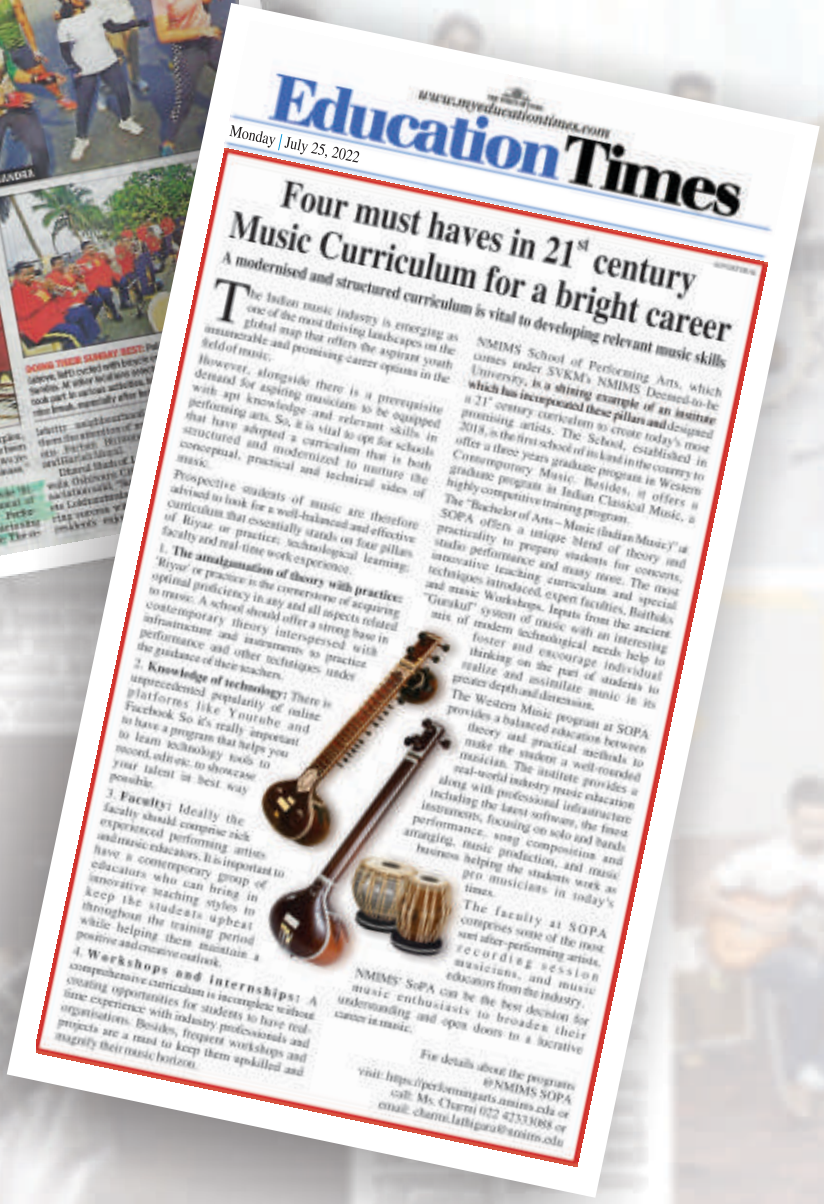 www.myeducationtimes.com
Education Times
Monday | July 25, 2022
ADVERTORIAL
Four must haves in 21st century
Music Curriculum for a bright career
A modernised and structured curriculum is vital to developing relevant music skills
The Indian music industry is emerging as
one of the most thriving landscapes on the
global map that offers the aspirant youth
innumerable and promising career options in the
field of music.
However, alongside there is a prerequisite
demand for aspiring musicians to be equipped
with apt knowledge and relevant skills in
performing arts. So, it is vital to opt for schools
that have adopted a curriculum that is both
structured and modernized to nurture the
conceptual, practical and technical sides of
music.
Prospective students of music are therefore
advised to look for a well-balanced and effective
curriculum that essentially stands on four pillars
of Riyaz or practice; technological learning;
faculty and real-time work experience.
1. The amalgamation of theory with practice:
'Riyaz' or practice is the cornerstone of acquiring
optimal proficiency in any and all aspects related
to music. A school should offer a strong base in
contemporary theory interspersed with
infrastructure and instruments to practice
performance and other techniques under
the guidance of their teachers.
2. Knowledge of technology: There is
unprecedented popularity of online
platforms like Youtube and
Facebook. So it's really important
to have a program that helps you
to learn technology tools to
record, edit etc. to showcase
your talent in best way
possible.
3. Faculty: Ideally the
faculty should comprise rich
experienced performing artists
and music educators. It is important to
have a contemporary group of
educators who can bring in
innovative teaching styles to
keep the students upbeat
throughout the training period
while helping them maintain a
positive and creative outlook.
4. Workshops and Internships: A
comprehensive curriculum is incomplete without
creating opportunities for students to have real-
time experience with industry professionals and
organisations. Besides, frequent workshops and
projects are a must to keep them upskilled and
magnify their music horizon.
NMIMS School of Performing Arts, which
comes under SVKM's NMIMS Deemed-to-be
University, is a shining example of an institute
which has incorporated these pillars and designed
a 21st century curriculum to create today's most
promising artists. The School, established in
2018, is the first school of its kind in the country to
offer a three years graduate program in Western
Contemporary Music. Besides, it offers a
graduate program in Indian Classical Music, a
highly competitive training program.
The "Bachelor of Arts – Music (Indian Music)" at
SOPA offers a unique blend of theory and
practicality to prepare students for concerts,
studio performance and many more. The most
innovative teaching curriculum and special
techniques introduced, expert faculties, Baithaks
and music Workshops. Inputs from the ancient
"Gurukul" system of music with an interesting
mix of modern technological needs help to
foster and encourage individual
thinking on the part of students to
realize and assimilate music in its
greater depth and dimension.
The Western Music program at SOPA
provides a balanced education between
theory and practical methods to
make the student a well-rounded
musician. The institute provides a
real-world industry music education
along with professional infrastructure
including the latest software, the finest
instruments, focusing on solo and bands
performance, song composition and
arranging, music production, and music
business helping the students work as
pro musicians in today's
times.
The faculty at SOPA
comprises some of the most
sort after-performing artists,
recording session
musicians, and music
educators from the industry.
NMIMS' SoPA can be the best decision for
music enthusiasts to broaden their
understanding and open doors to a lucrative
career in music.
For details about the programs
@NMIMS SOPA
visit: https://performingarts.nmims.edu or
call: Ms. Charmi 022 42333088 or